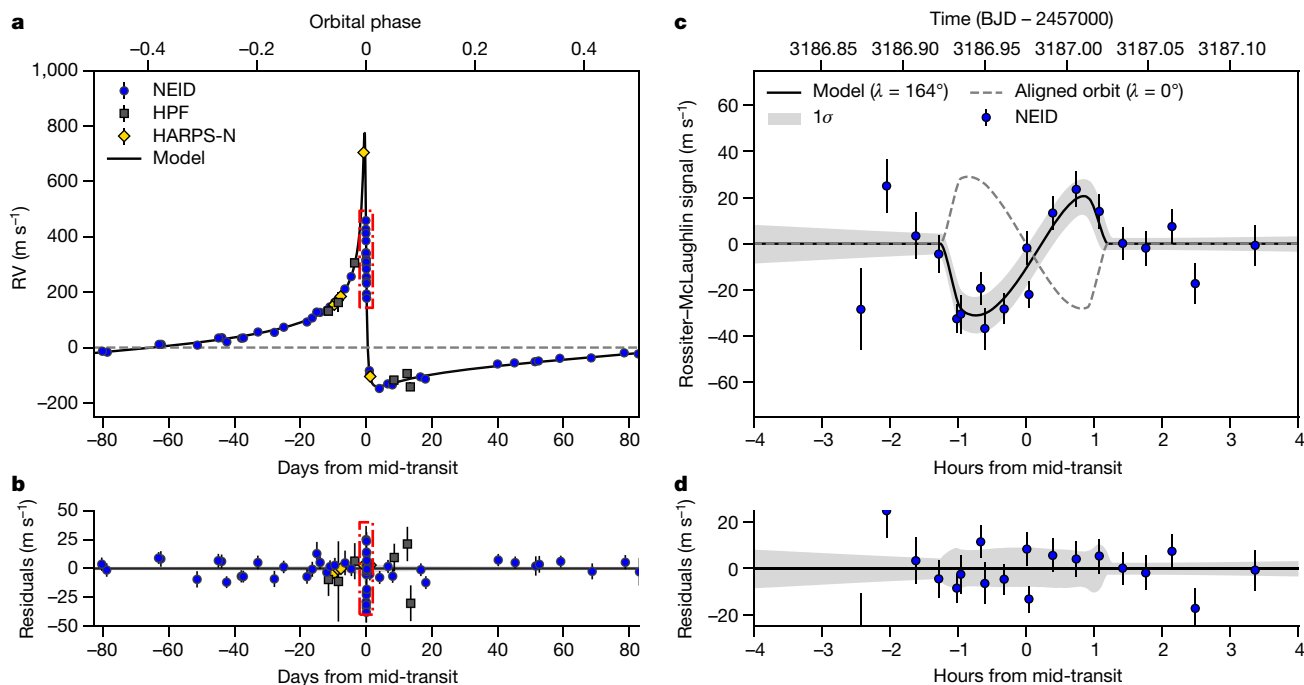 a
Orbital phase
−0.4 −0.2 0 0.2 0.4
1,000
800
600
400
200
0
−200
RV (m s⁻¹)
NEID
HPF
HARPS-N
Model
−80 −60 −40 −20 0 20 40 60 80
Days from mid-transit
b
50
25
0
−25
−50
Residuals (m s⁻¹)
−80 −60 −40 −20 0 20 40 60 80
Days from mid-transit
c
Time (BJD − 2457000)
3186.85 3186.90 3186.95 3187.00 3187.05 3187.10
60
40
20
0
−20
−40
−60
Rossiter–McLaughlin signal (m s⁻¹)
Model (λ = 164°) Aligned orbit (λ = 0°)
1σ NEID
−4 −3 −2 −1 0 1 2 3 4
Hours from mid-transit
d
20
0
−20
Residuals (m s⁻¹)
−4 −3 −2 −1 0 1 2 3 4
Hours from mid-transit